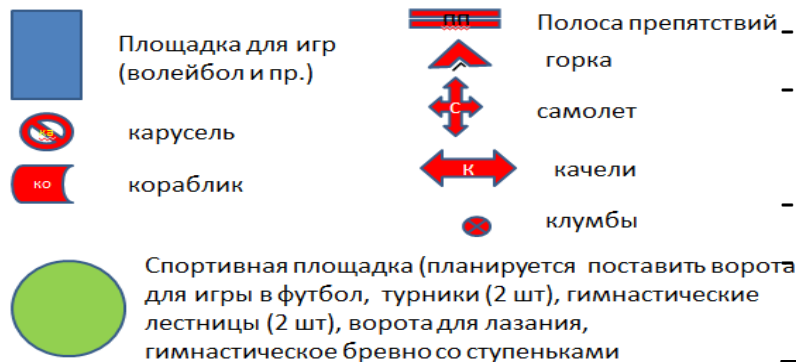 Площадка для игр
(волейбол и пр.)
карусель
ко
кораблик
пп
Полоса препятствий
горка
С
самолет
К
качели
клумбы
Спортивная площадка (планируется поставить ворота
для игры в футбол, турники (2 шт), гимнастические
лестницы (2 шт), ворота для лазания,
гимнастическое бревно со ступеньками